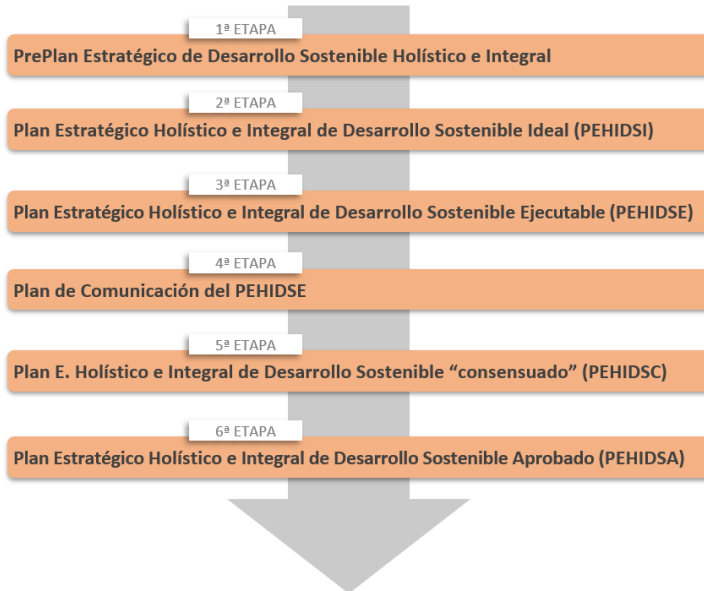 1ª ETAPA
PrePlan Estratégico de Desarrollo Sostenible Holístico e Integral
2ª ETAPA
Plan Estratégico Holístico e Integral de Desarrollo Sostenible Ideal (PEHIDSI)
3ª ETAPA
Plan Estratégico Holístico e Integral de Desarrollo Sostenible Ejecutable (PEHIDSE)
4ª ETAPA
Plan de Comunicación del PEHIDSE
5ª ETAPA
Plan E. Holístico e Integral de Desarrollo Sostenible “consensuado” (PEHIDSC)
6ª ETAPA
Plan Estratégico Holístico e Integral de Desarrollo Sostenible Aprobado (PEHIDSA)